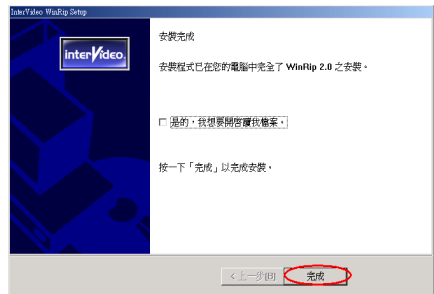 InterVideo WinRip Setup
interVideo.
安裝完成
安裝程式已在您的電腦中完全了 WinRip 2.0 之安裝。
是的，我想要開啓讀我檔案。
按一下「完成」以完成安裝。
<上一步(B)
完成